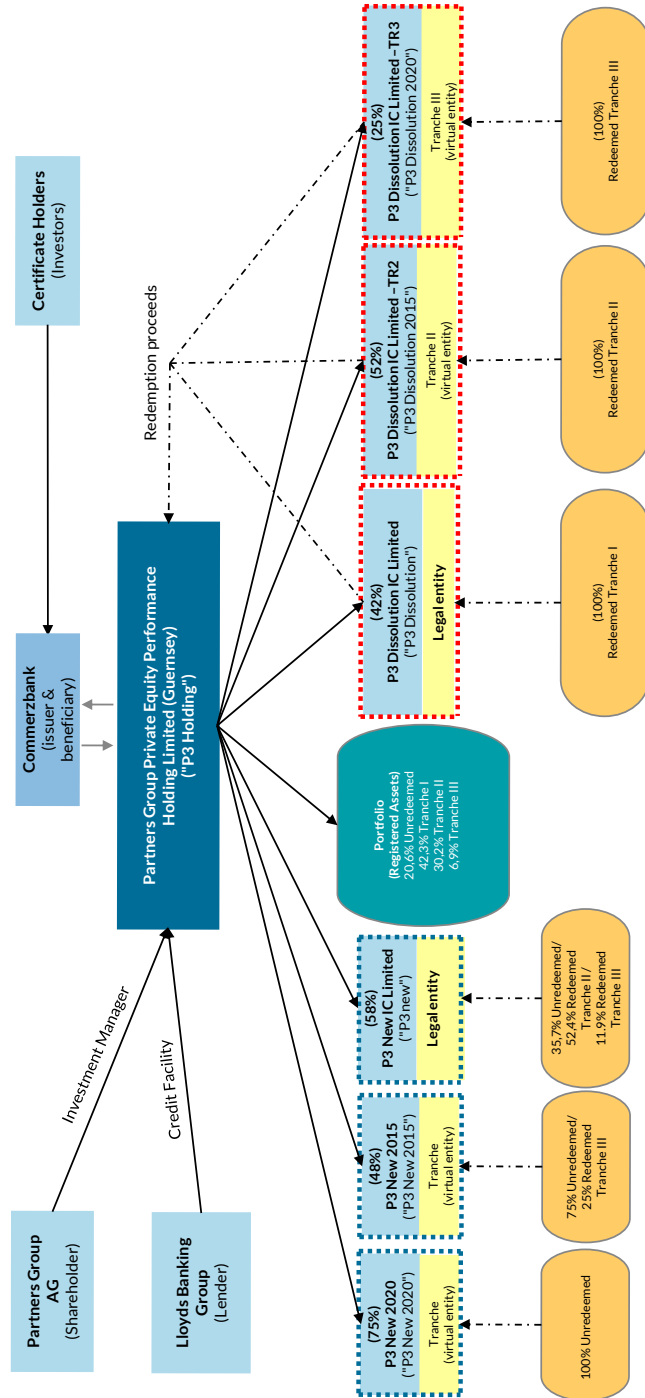 Partners Group
AG
(Shareholder)
Lloyds Banking
Group
(Lender)
Investment Manager
Credit Facility
Commerzbank
(issuer &
beneficiary)
Certificate Holders
(Investors)
Partners Group Private Equity Performance
Holding Limited (Guernsey)
("P3 Holding")
Redemption proceeds
(75%)
P3 New 2020
("P3 New 2020")
Tranche
(virtual entity)
(48%)
P3 New 2015
("P3 New 2015")
Tranche
(virtual entity)
(58%)
P3 New IC Limited
("P3new")
Legal entity
Portfolio
(Registered Assets)
20,6% Unredeemed
42,3% Tranche I
30,2% Tranche II
6,9% Tranche III
(42%)
P3 Dissolution IC Limited
("P3 Dissolution")
Legal entity
(52%)
P3 Dissolution IC Limited –TR2
("P3 Dissolution 2015")
Tranche II
(virtual entity)
(25%)
P3 Dissolution IC Limited –TR3
("P3 Dissolution 2020")
Tranche III
(virtual entity)
100% Unredeemed
75% Unredeemed/
25% Redeemed
Tranche III
35,7% Unredeemed/
52,4% Redeemed
Tranche II /
11.9% Redeemed
Tranche III
(100%)
Redeemed Tranche I
(100%)
Redeemed Tranche II
(100%)
Redeemed Tranche III